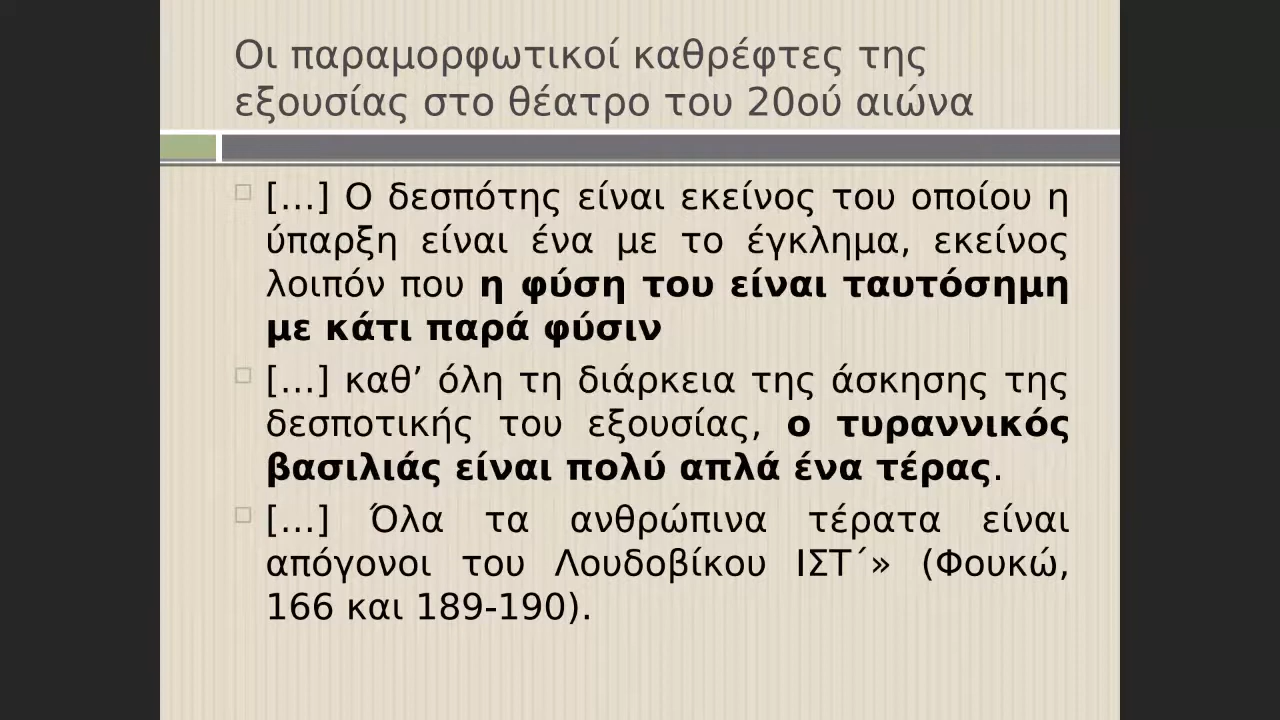 Οι παραμορφωτικοί καθρέφτες της
εξουσίας στο θέατρο του 20ού αιώνα
[…] Ο δεσπότης είναι εκείνος του οποίου η
ύπαρξη είναι ένα με το έγκλημα, εκείνος
λοιπόν που η φύση του είναι ταυτόσημη
με κάτι παρά φύσιν
[…] καθ’ όλη τη διάρκεια της άσκησης της
δεσποτικής του εξουσίας, ο τυραννικός
βασιλιάς είναι πολύ απλά ένα τέρας.
[…] Όλα τα ανθρώπινα τέρατα είναι
απόγονοι του Λουδοβίκου ΙΣΤ΄» (Φουκώ,
166 και 189-190).